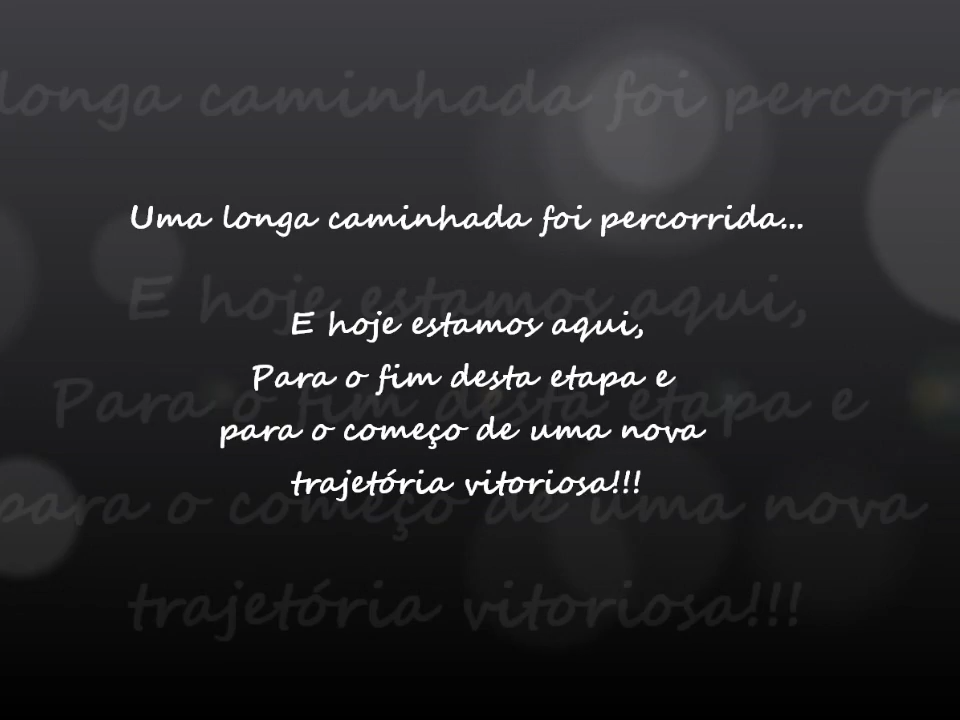 Uma longa caminhada foi percorrida...
E hoje estamos aqui,
Para o fim desta etapa e
para o começo de uma nova
trajetória vitoriosa!!!